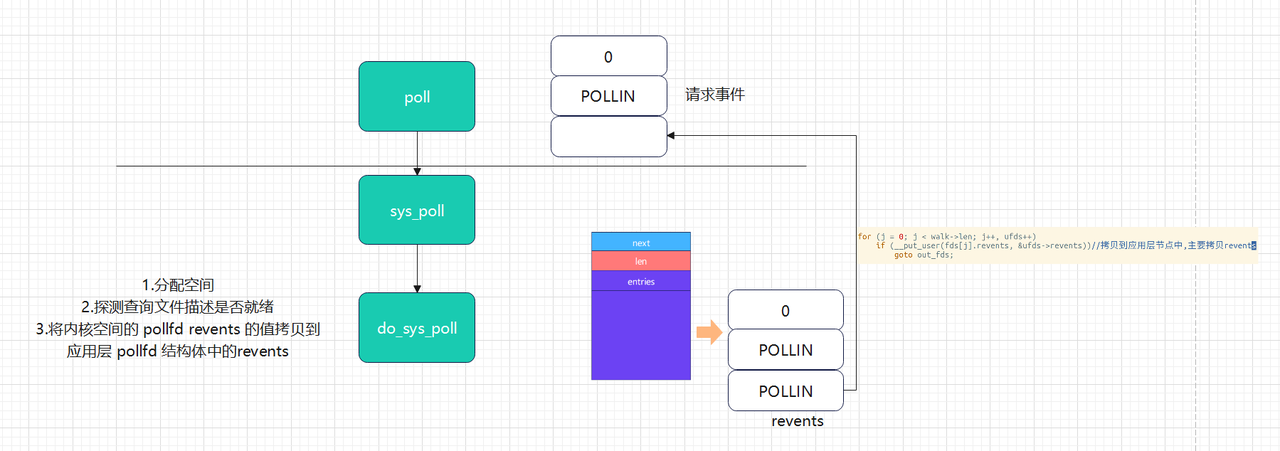 poll
0
POLLIN
请求事件
sys_poll
for (j = 0; j < walk->len; j++, ufds++)
if (__put_user(fds[j].revents, &ufds->revents))//拷贝到应用层节点中,主要拷贝revents
goto out_fds;
next
len
entries
1.分配空间
2.探测查询文件描述是否就绪
3.将内核空间的 pollfd revents 的值拷贝到
应用层 pollfd 结构体中的revents
do_sys_poll
0
POLLIN
POLLIN
revents